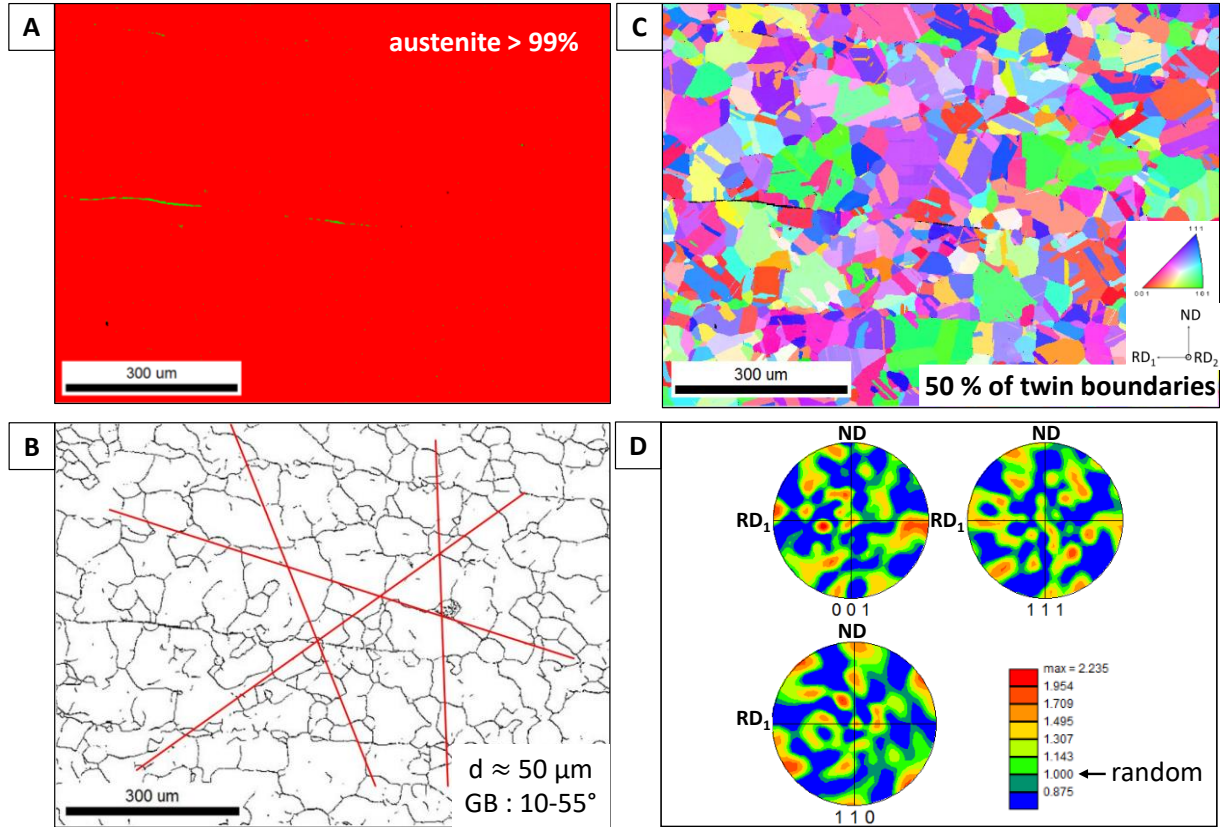 A
austenite > 99%
300 um
C
111
001
101
ND
RD1
RD2
300 um
50 % of twin boundaries
B
300 um
d ≈ 50 µm
GB : 10-55°
D
ND
ND
RD1
RD1
0 0 1
1 1 1
ND
RD1
1 1 0
max = 2.235
1.954
1.709
1.495
1.307
1.143
1.000
random
0.875